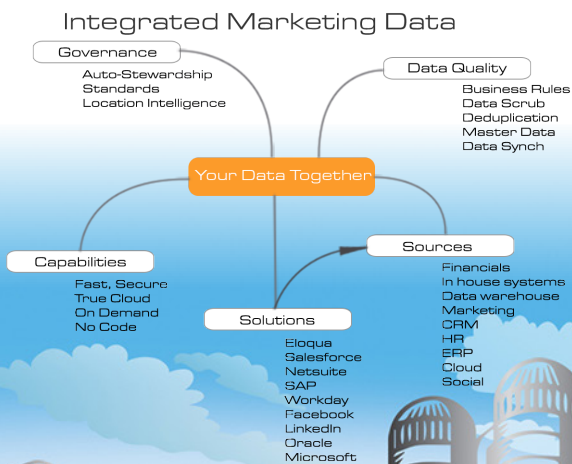 Integrated Marketing Data
Governance
Auto-Stewardship
Standards
Location Intelligence
Data Quality
Business Rules
Data Scrub
Deduplication
Master Data
Data Synch
Your Data Together
Capabilities
Fast, Secure
True Cloud
On Demand
No Code
Solutions
Eloqua
Salesforce
Netsuite
SAP
Workday
Facebook
LinkedIn
Oracle
Microsoft
Sources
Financials
In house systems
Data warehouse
Marketing
CRM
HR
ERP
Cloud
Social